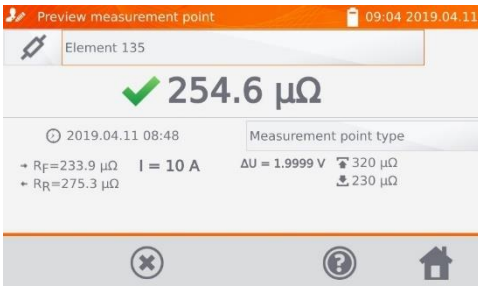 Preview measurement point 09:04 2019.04.11
Element 135
254.6 μΩ
2019.04.11 08:48 Measurement point type
RF=233.9 μΩ I = 10 A ΔU = 1.9999 V 320 μΩ
RR=275.3 μΩ 230 μΩ